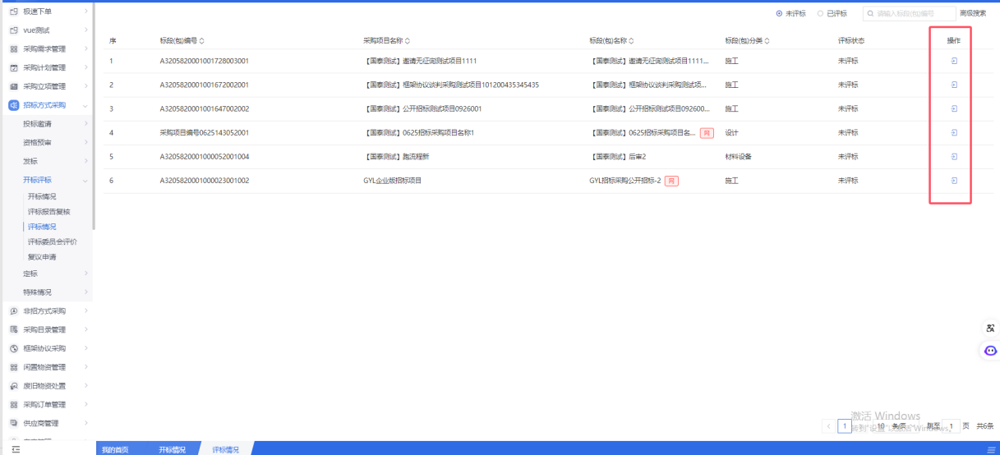 极速下单
vue测试
采购需求管理
采购计划管理
采购立项管理
招标方式采购
投标邀请
资格预审
发标
开标评标
开标情况
评标报告复核
评标情况
评标委员会评价
复议申请
定标
特殊情况
非招方式采购
采购目录管理
框架协议采购
闲置物资管理
废旧物资处置
采购订单管理
供应商管理
未评标 已评标 请输入标段(包)编号 高级搜索
序 标段(包)编号 采购项目名称 标段(包)名称 标段(包)分类 评标状态 操作
1 A3205820001001728003001 【国泰测试】邀请无征询测试项目1111 【国泰测试】邀请无征询测试项目1111... 施工 未评标
2 A3205820001001672002001 【国泰测试】框架协议谈判采购测试项目101200435345435 【国泰测试】框架协议谈判采购测试项... 施工 未评标
3 A3205820001001647002002 【国泰测试】公开招标测试项目0926001 【国泰测试】公开招标测试项目092600... 施工 未评标
4 采购项目编号0625143052001 【国泰测试】0625招标采购项目名称1 【国泰测试】0625招标采购项目名... 网 设计 未评标
5 A3205820001000052001004 【国泰测试】跑流程新 【国泰测试】后审2 材料设备 未评标
6 A3205820001000023001002 GYL企业版招标项目 GYL招标采购公开招标-2 网 施工 未评标
激活 Windows
转到"设置"以激活 Windows。
1 10 条/页 跳至 1 页 共6条
我的首页 开标情况 评标情况